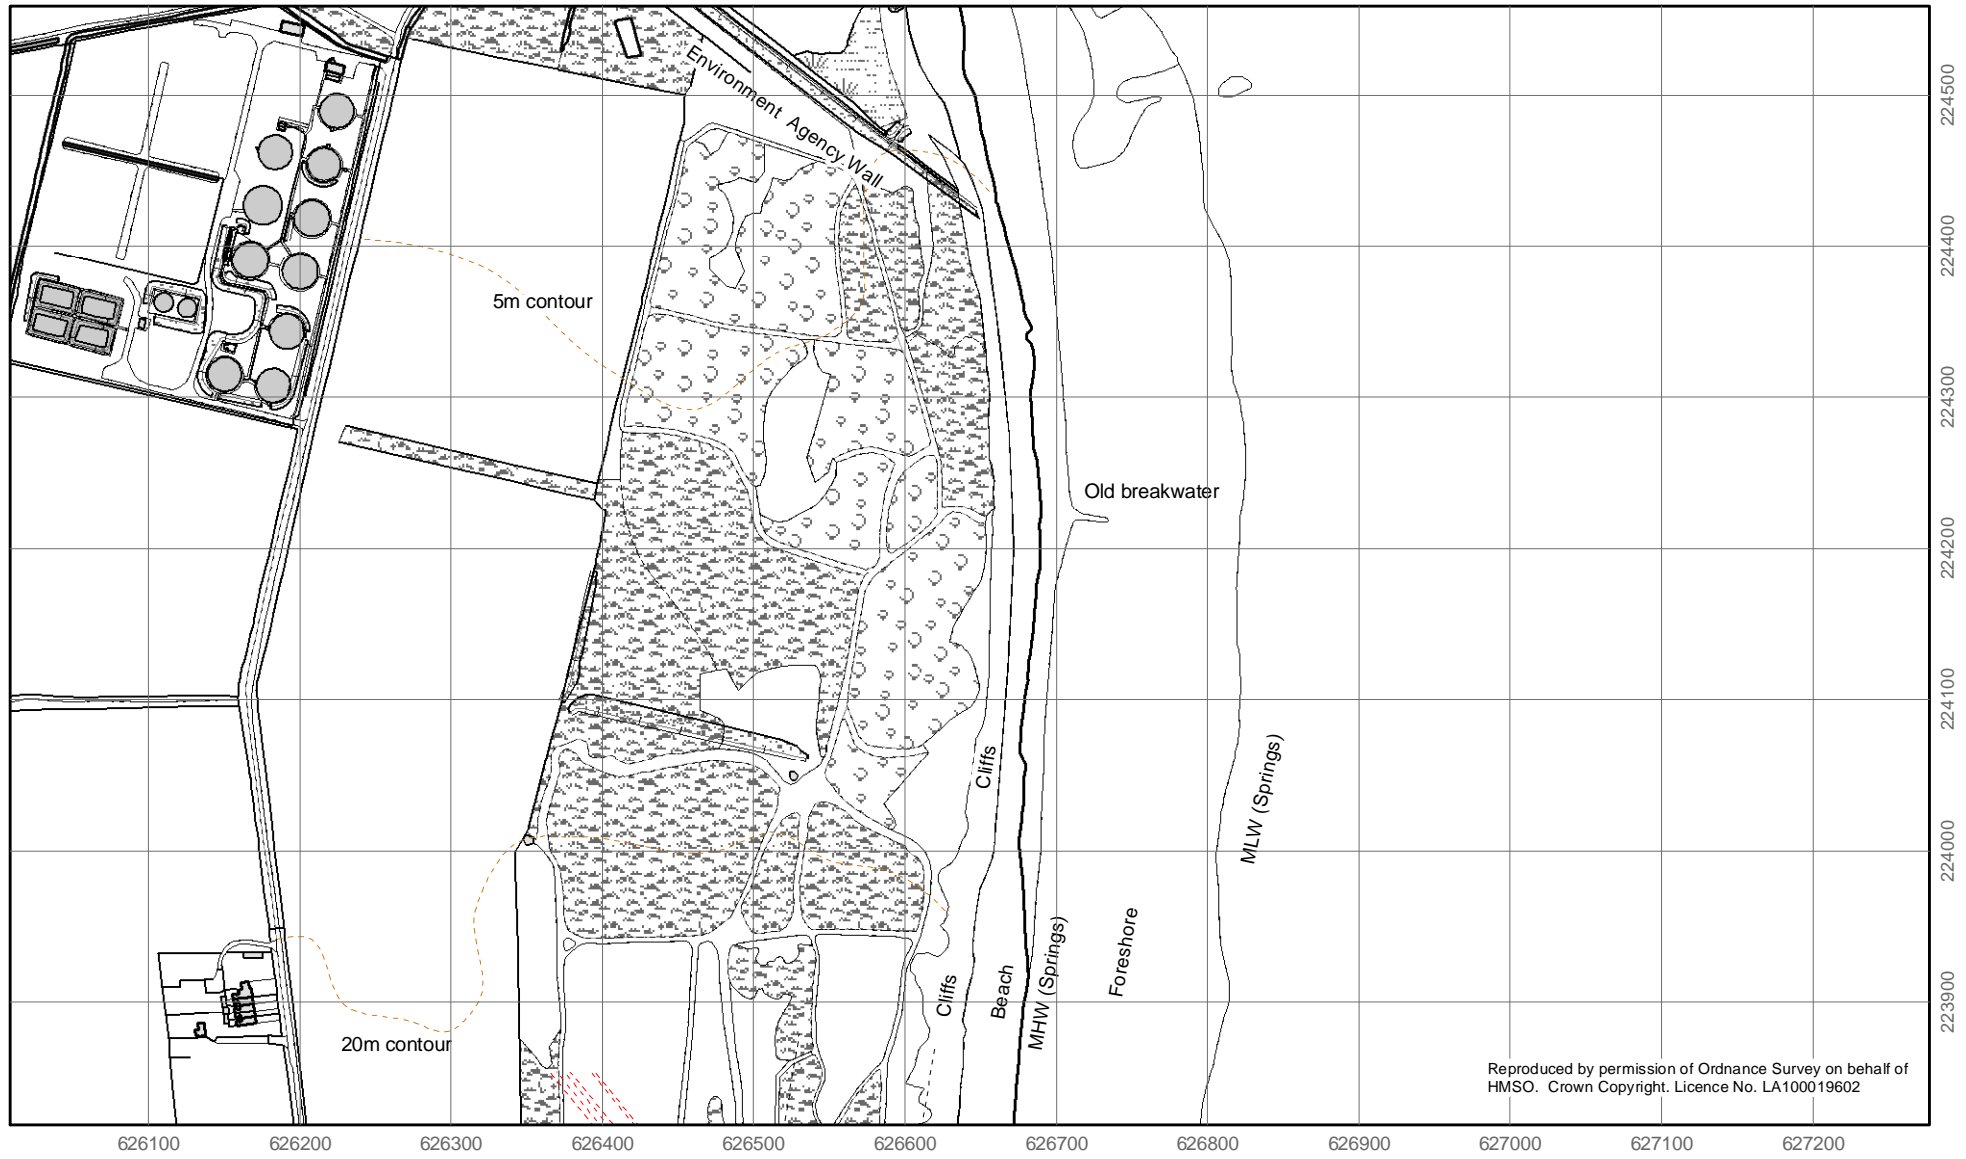 Environment Agency Wall
224500
224400
5m contour
224300
Old breakwater
224200
224100
Cliffs
MLW (Springs)
224000
Cliffs
Beach
MHW (Springs)
Foreshore
223900
20m contour
Reproduced by permission of Ordnance Survey on behalf of
HMSO. Crown Copyright. Licence No. LA100019602
626100 626200 626300 626400 626500 626600 626700 626800 626900 627000 627100 627200